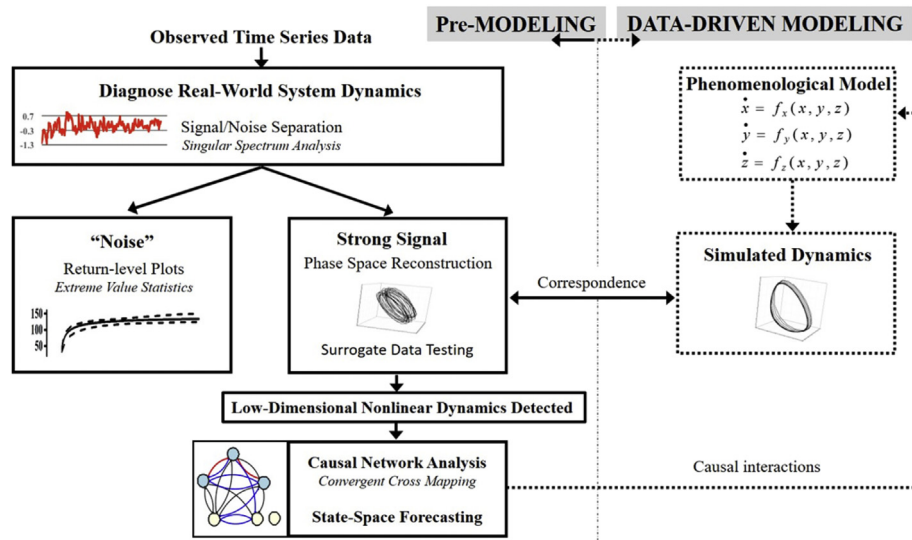 Pre-MODELING
DATA-DRIVEN MODELING
Observed Time Series Data
Diagnose Real-World System Dynamics
0.7
-0.3
-1.3
Signal/Noise Separation
Singular Spectrum Analysis
“Noise”
Return-level Plots
Extreme Value Statistics
150
100
50
Strong Signal
Phase Space Reconstruction
Surrogate Data Testing
Correspondence
Phenomenological Model
ẋ = fx(x, y, z)
ẏ = fy(x, y, z)
ż = fz(x, y, z)
Simulated Dynamics
Low-Dimensional Nonlinear Dynamics Detected
Causal Network Analysis
Convergent Cross Mapping
State-Space Forecasting
Causal interactions